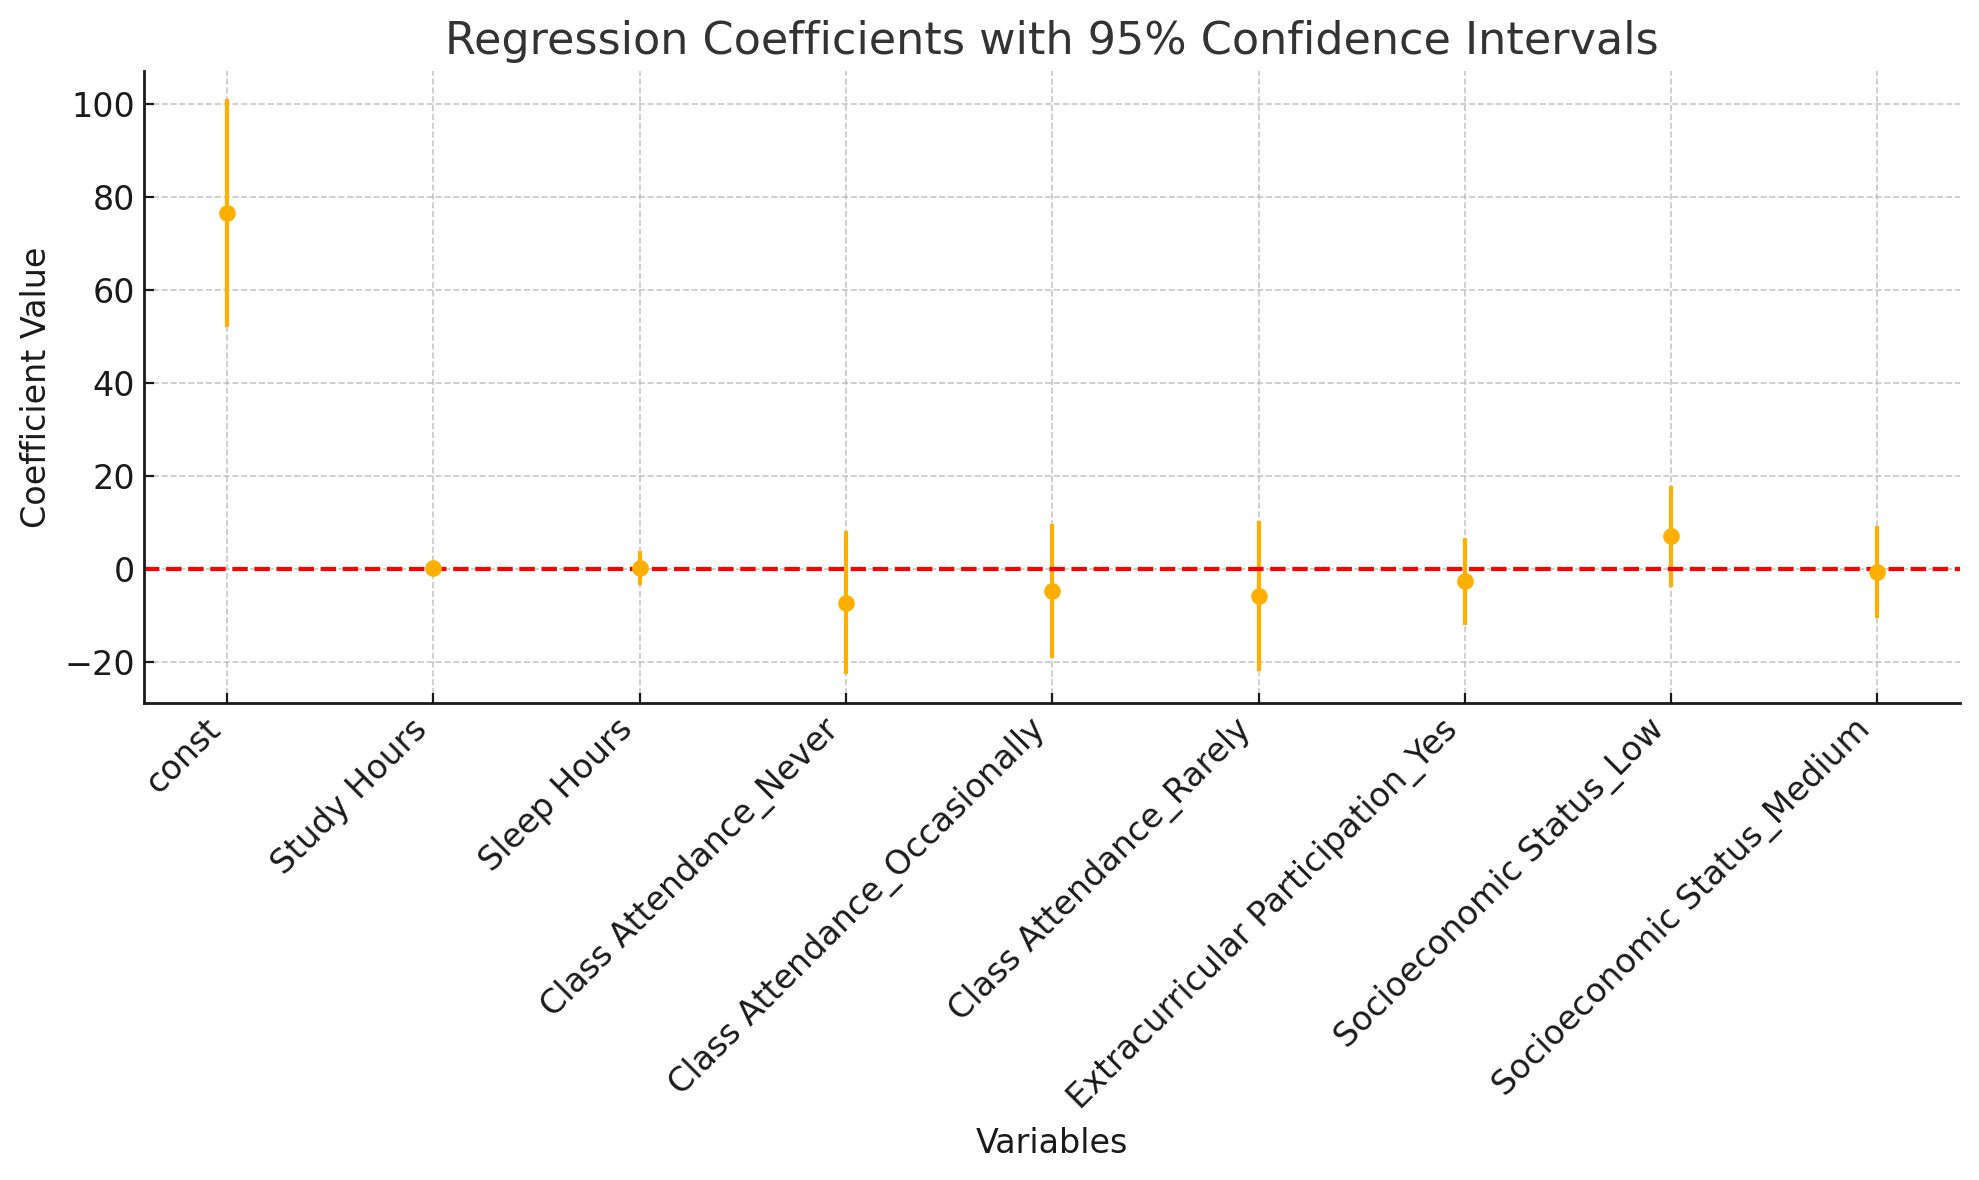 Regression Coefficients with 95% Confidence Intervals
Coefficient Value
100
80
60
40
20
0
−20
const
Study Hours
Sleep Hours
Class Attendance_Never
Class Attendance_Occasionally
Class Attendance_Rarely
Extracurricular Participation_Yes
Socioeconomic Status_Low
Socioeconomic Status_Medium
Variables